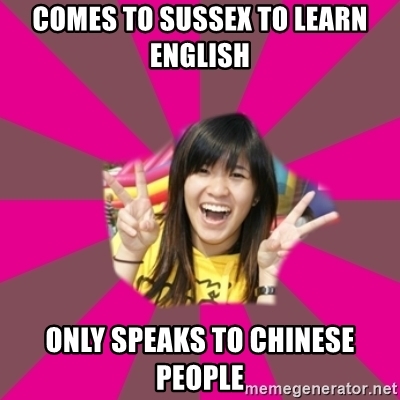 COMES TO SUSSEX TO LEARN
ENGLISH
ONLY SPEAKS TO CHINESE
PEOPLE
memegenerator.net